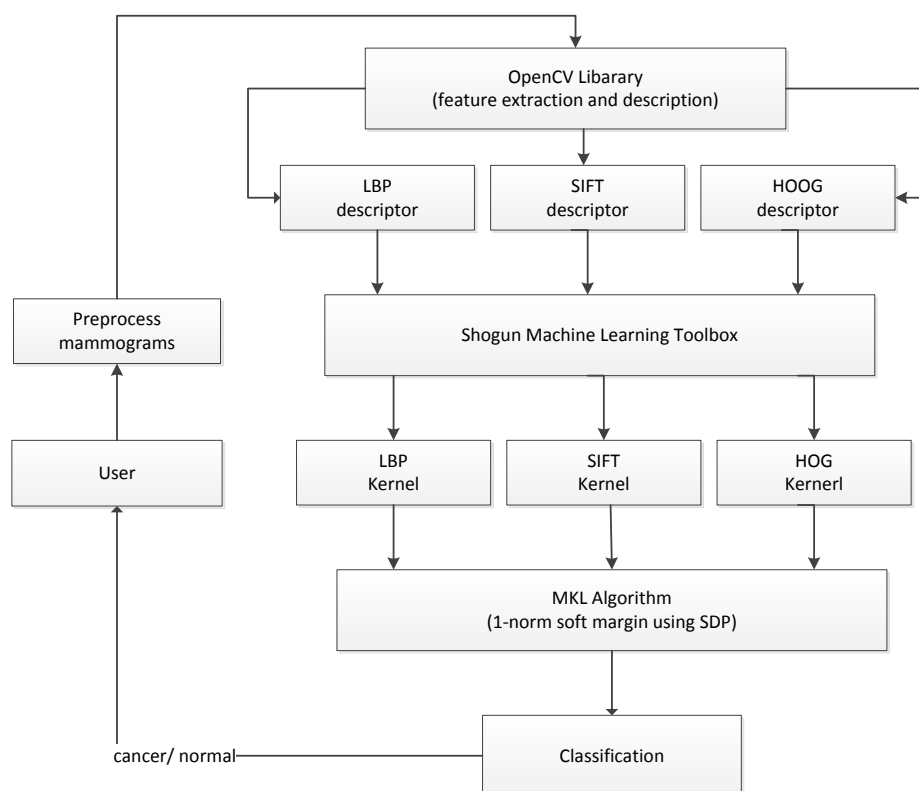 OpenCV Libarary
(feature extraction and description)
LBP
descriptor
SIFT
descriptor
HOOG
descriptor
Preprocess
mammograms
Shogun Machine Learning Toolbox
User
LBP
Kernel
SIFT
Kernel
HOG
Kernerl
MKL Algorithm
(1-norm soft margin using SDP)
cancer/ normal
Classification